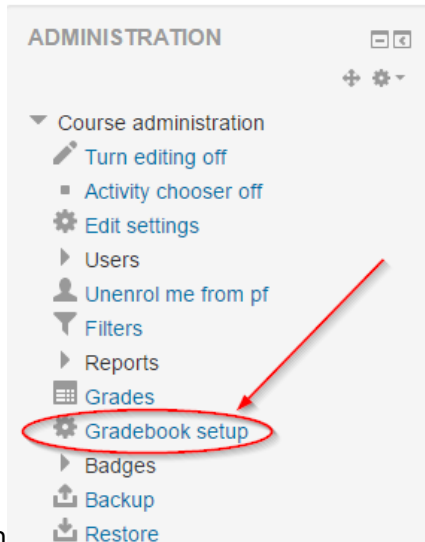 ADMINISTRATION
Course administration
Turn editing off
Activity chooser off
Edit settings
Users
Unenrol me from pf
Filters
Reports
Grades
Gradebook setup
Badges
Backup
Restore